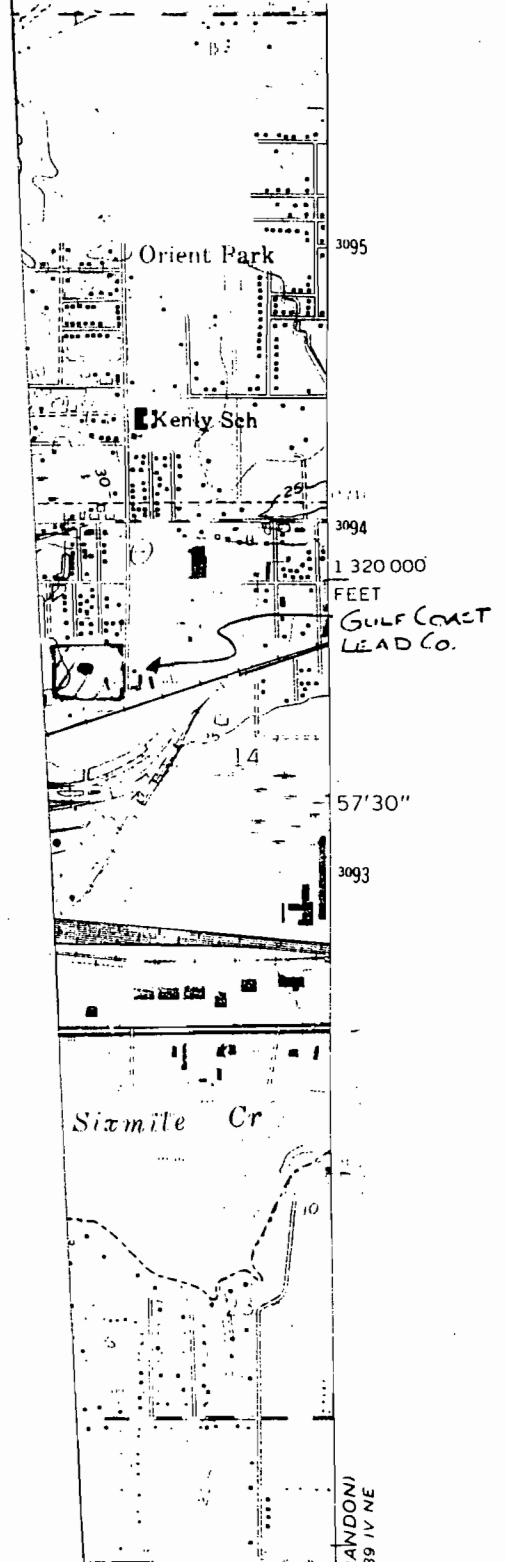 Orient Park
3095
Kenly Sch
30
25
3094
1 320 000
FEET
GULF COAST
LEAD CO.
14
57'30"
3093
Sixmile Cr
10
ANDON)
39 IV NE